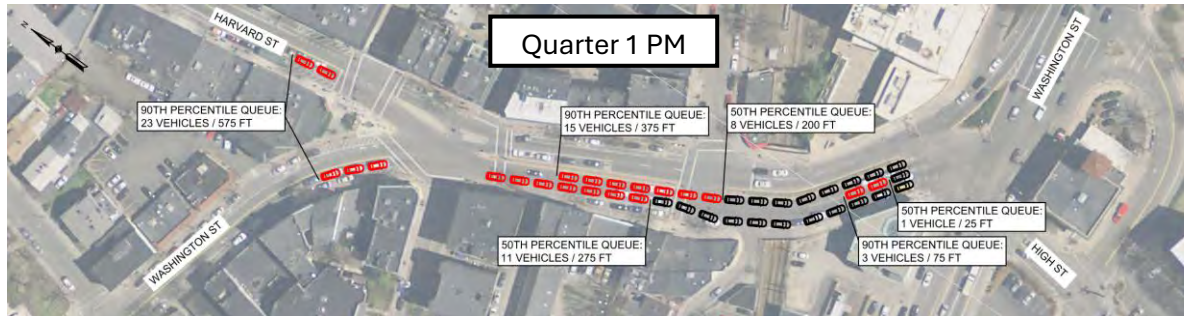 Quarter 1 PM
N
HARVARD ST
WASHINGTON ST
90TH PERCENTILE QUEUE:
23 VEHICLES / 575 FT
90TH PERCENTILE QUEUE:
15 VEHICLES / 375 FT
50TH PERCENTILE QUEUE:
8 VEHICLES / 200 FT
WASHINGTON ST
50TH PERCENTILE QUEUE:
11 VEHICLES / 275 FT
50TH PERCENTILE QUEUE:
1 VEHICLE / 25 FT
90TH PERCENTILE QUEUE:
3 VEHICLES / 75 FT
HIGH ST